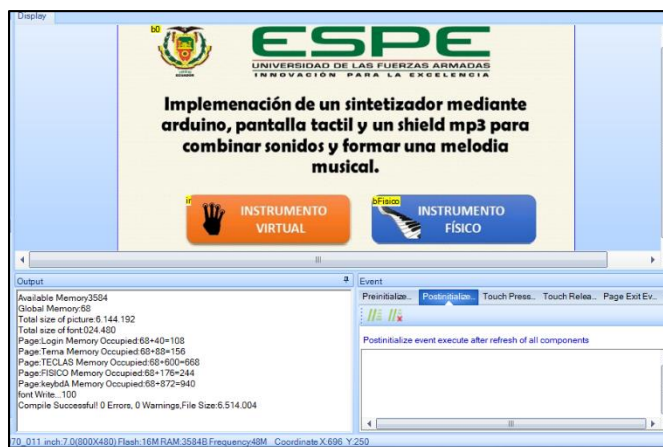 Display
b0
ESPE
UNIVERSIDAD DE LAS FUERZAS ARMADAS
INNOVACIÓN PARA LA EXCELENCIA
Implemenación de un sintetizador mediante
arduino, pantalla tactil y un shield mp3 para
combinar sonidos y formar una melodia
musical.
ir
INSTRUMENTO
VIRTUAL
bFisico
INSTRUMENTO
FÍSICO
Output
Available Memory3584
Global Memory:68
Total size of picture:6.144.192
Total size of font:024.480
Page:Login Memory Occupied:68+40=108
Page:Tema Memory Occupied:68+88=156
Page:TECLAS Memory Occupied:68+600=668
Page:FISICO Memory Occupied:68+176=244
Page:keybdA Memory Occupied:68+872=940
font Write...100
Compile Successful! 0 Errors, 0 Warnings,File Size:6.514.004
Event
Preinitialize... Postinitialize... Touch Press... Touch Relea... Page Exit Ev...
Postinitialize event execute after refresh of all components
70_011 inch:7.0(800X480) Flash:16M RAM:3584B Frequency:48M Coordinate X:696 Y:250